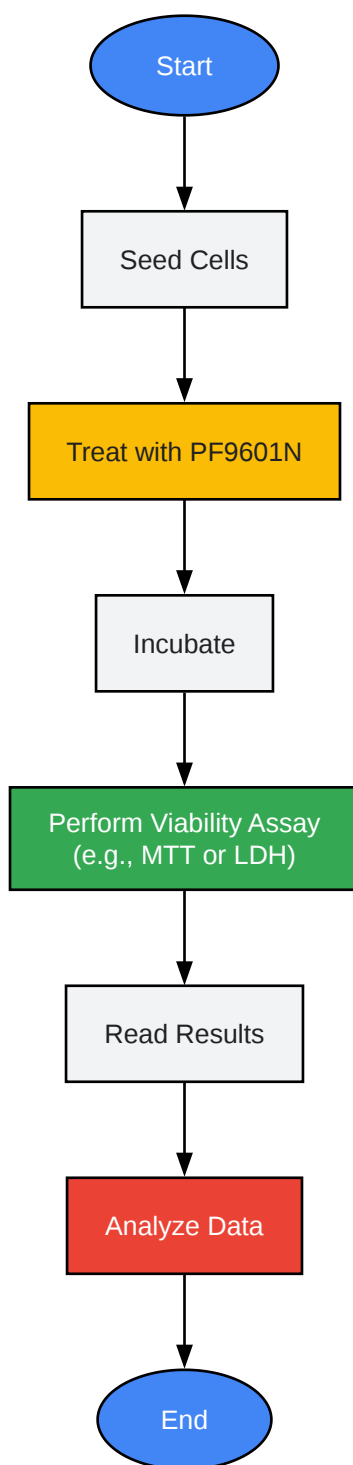 Start
Seed Cells
Treat with PF9601N
Incubate
Perform Viability Assay
(e.g., MTT or LDH)
Read Results
Analyze Data
End